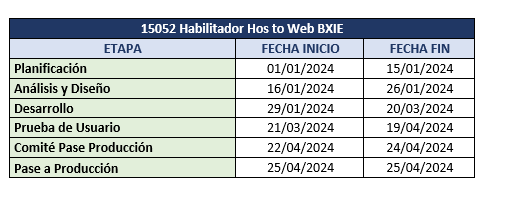 15052 Habilitador Hos to Web BXIE
ETAPA FECHA INICIO FECHA FIN
Planificación 01/01/2024 15/01/2024
Análisis y Diseño 16/01/2024 26/01/2024
Desarrollo 29/01/2024 20/03/2024
Prueba de Usuario 21/03/2024 19/04/2024
Comité Pase Producción 22/04/2024 24/04/2024
Pase a Producción 25/04/2024 25/04/2024